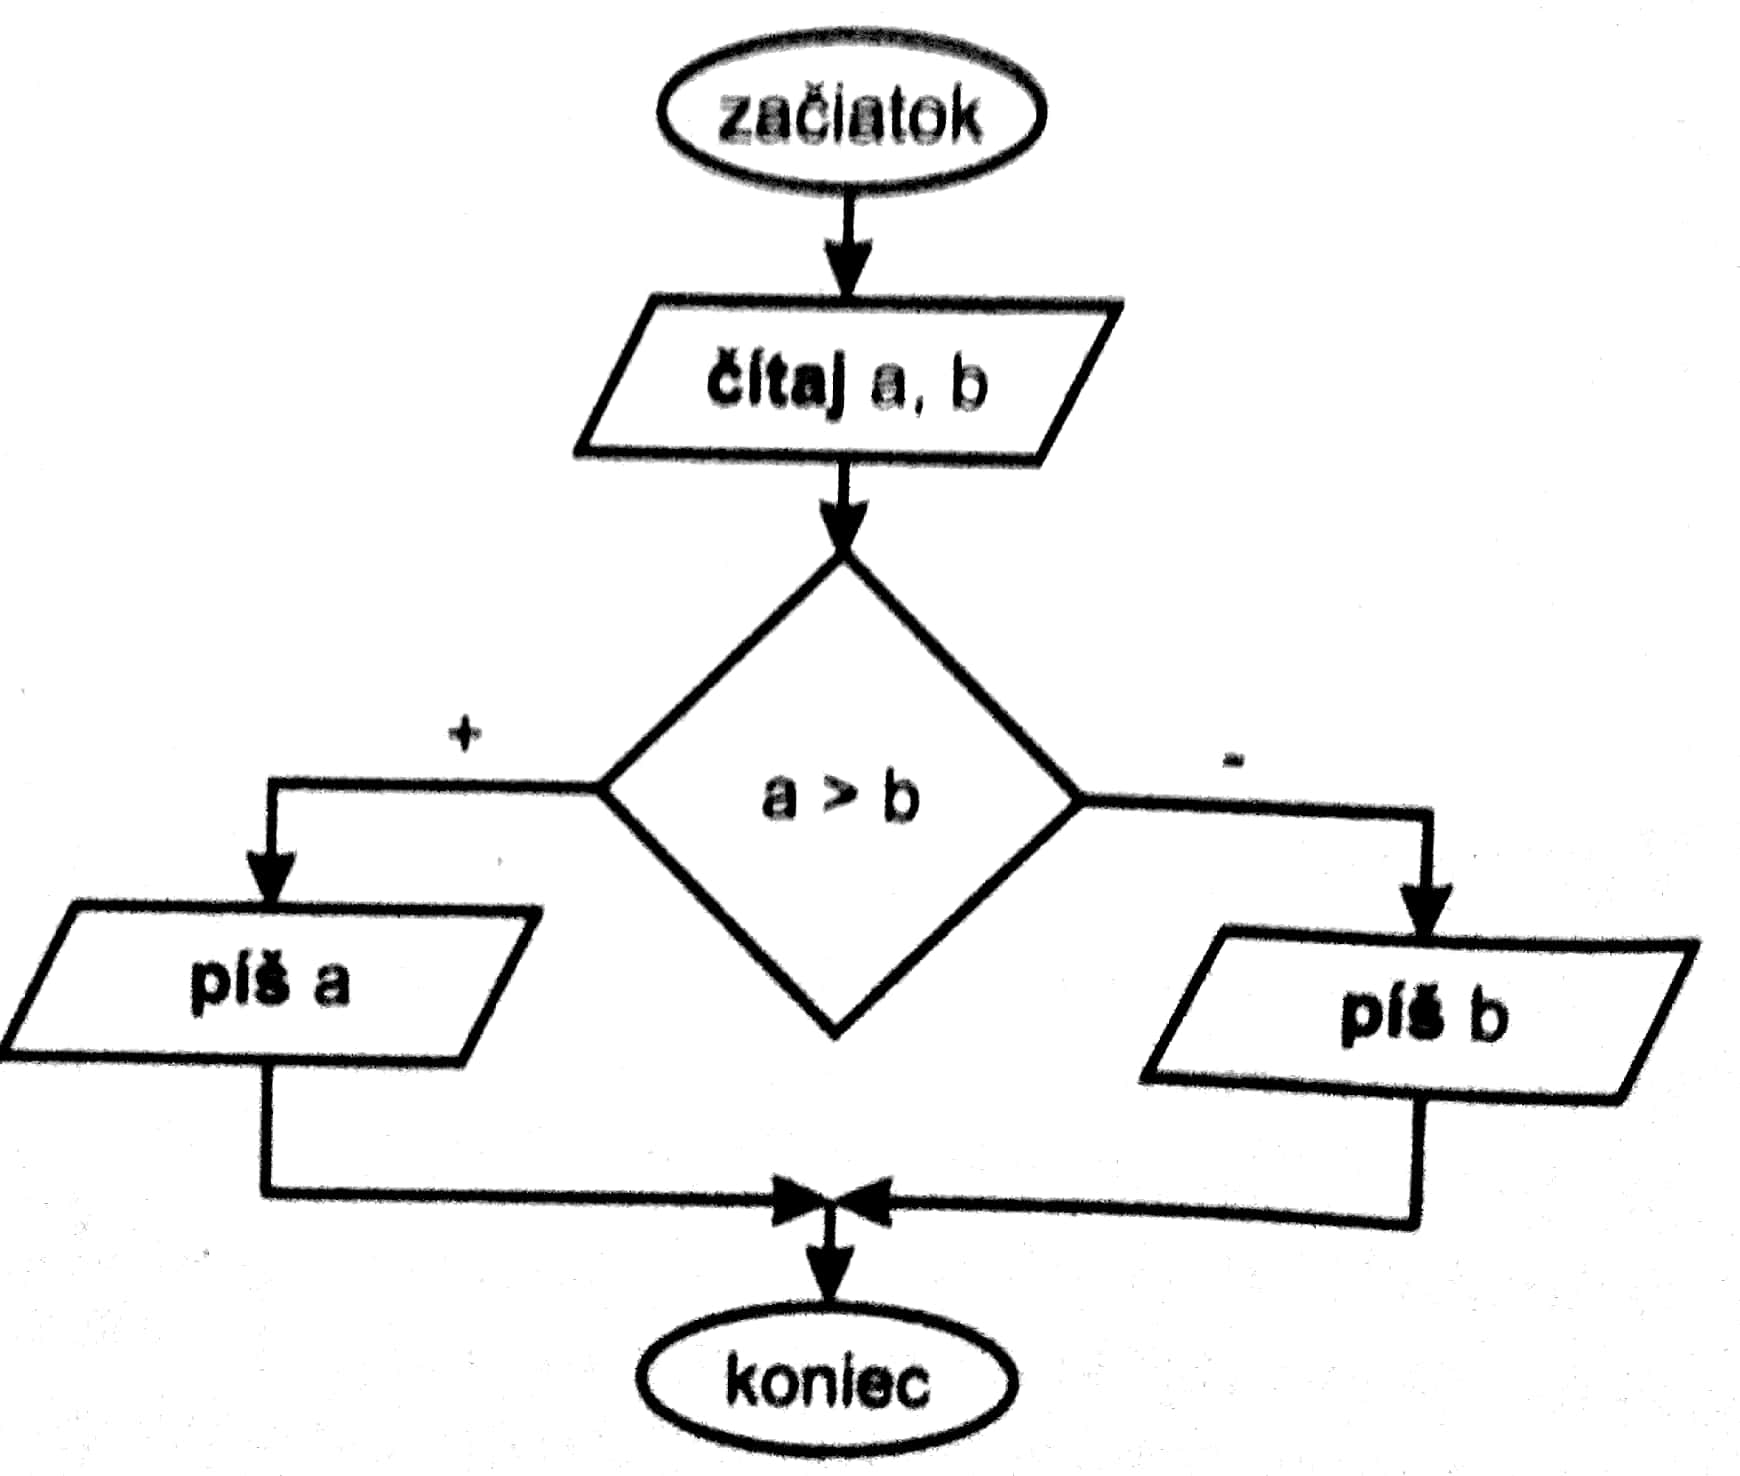 začiatok
čítaj a, b
a > b
+
-
píš a
píš b
koniec